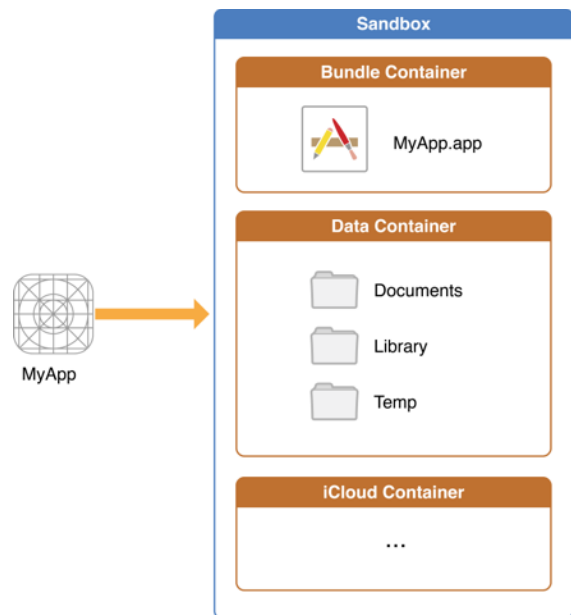 Sandbox
Bundle Container
MyApp.app
Data Container
Documents
Library
Temp
MyApp
iCloud Container
...